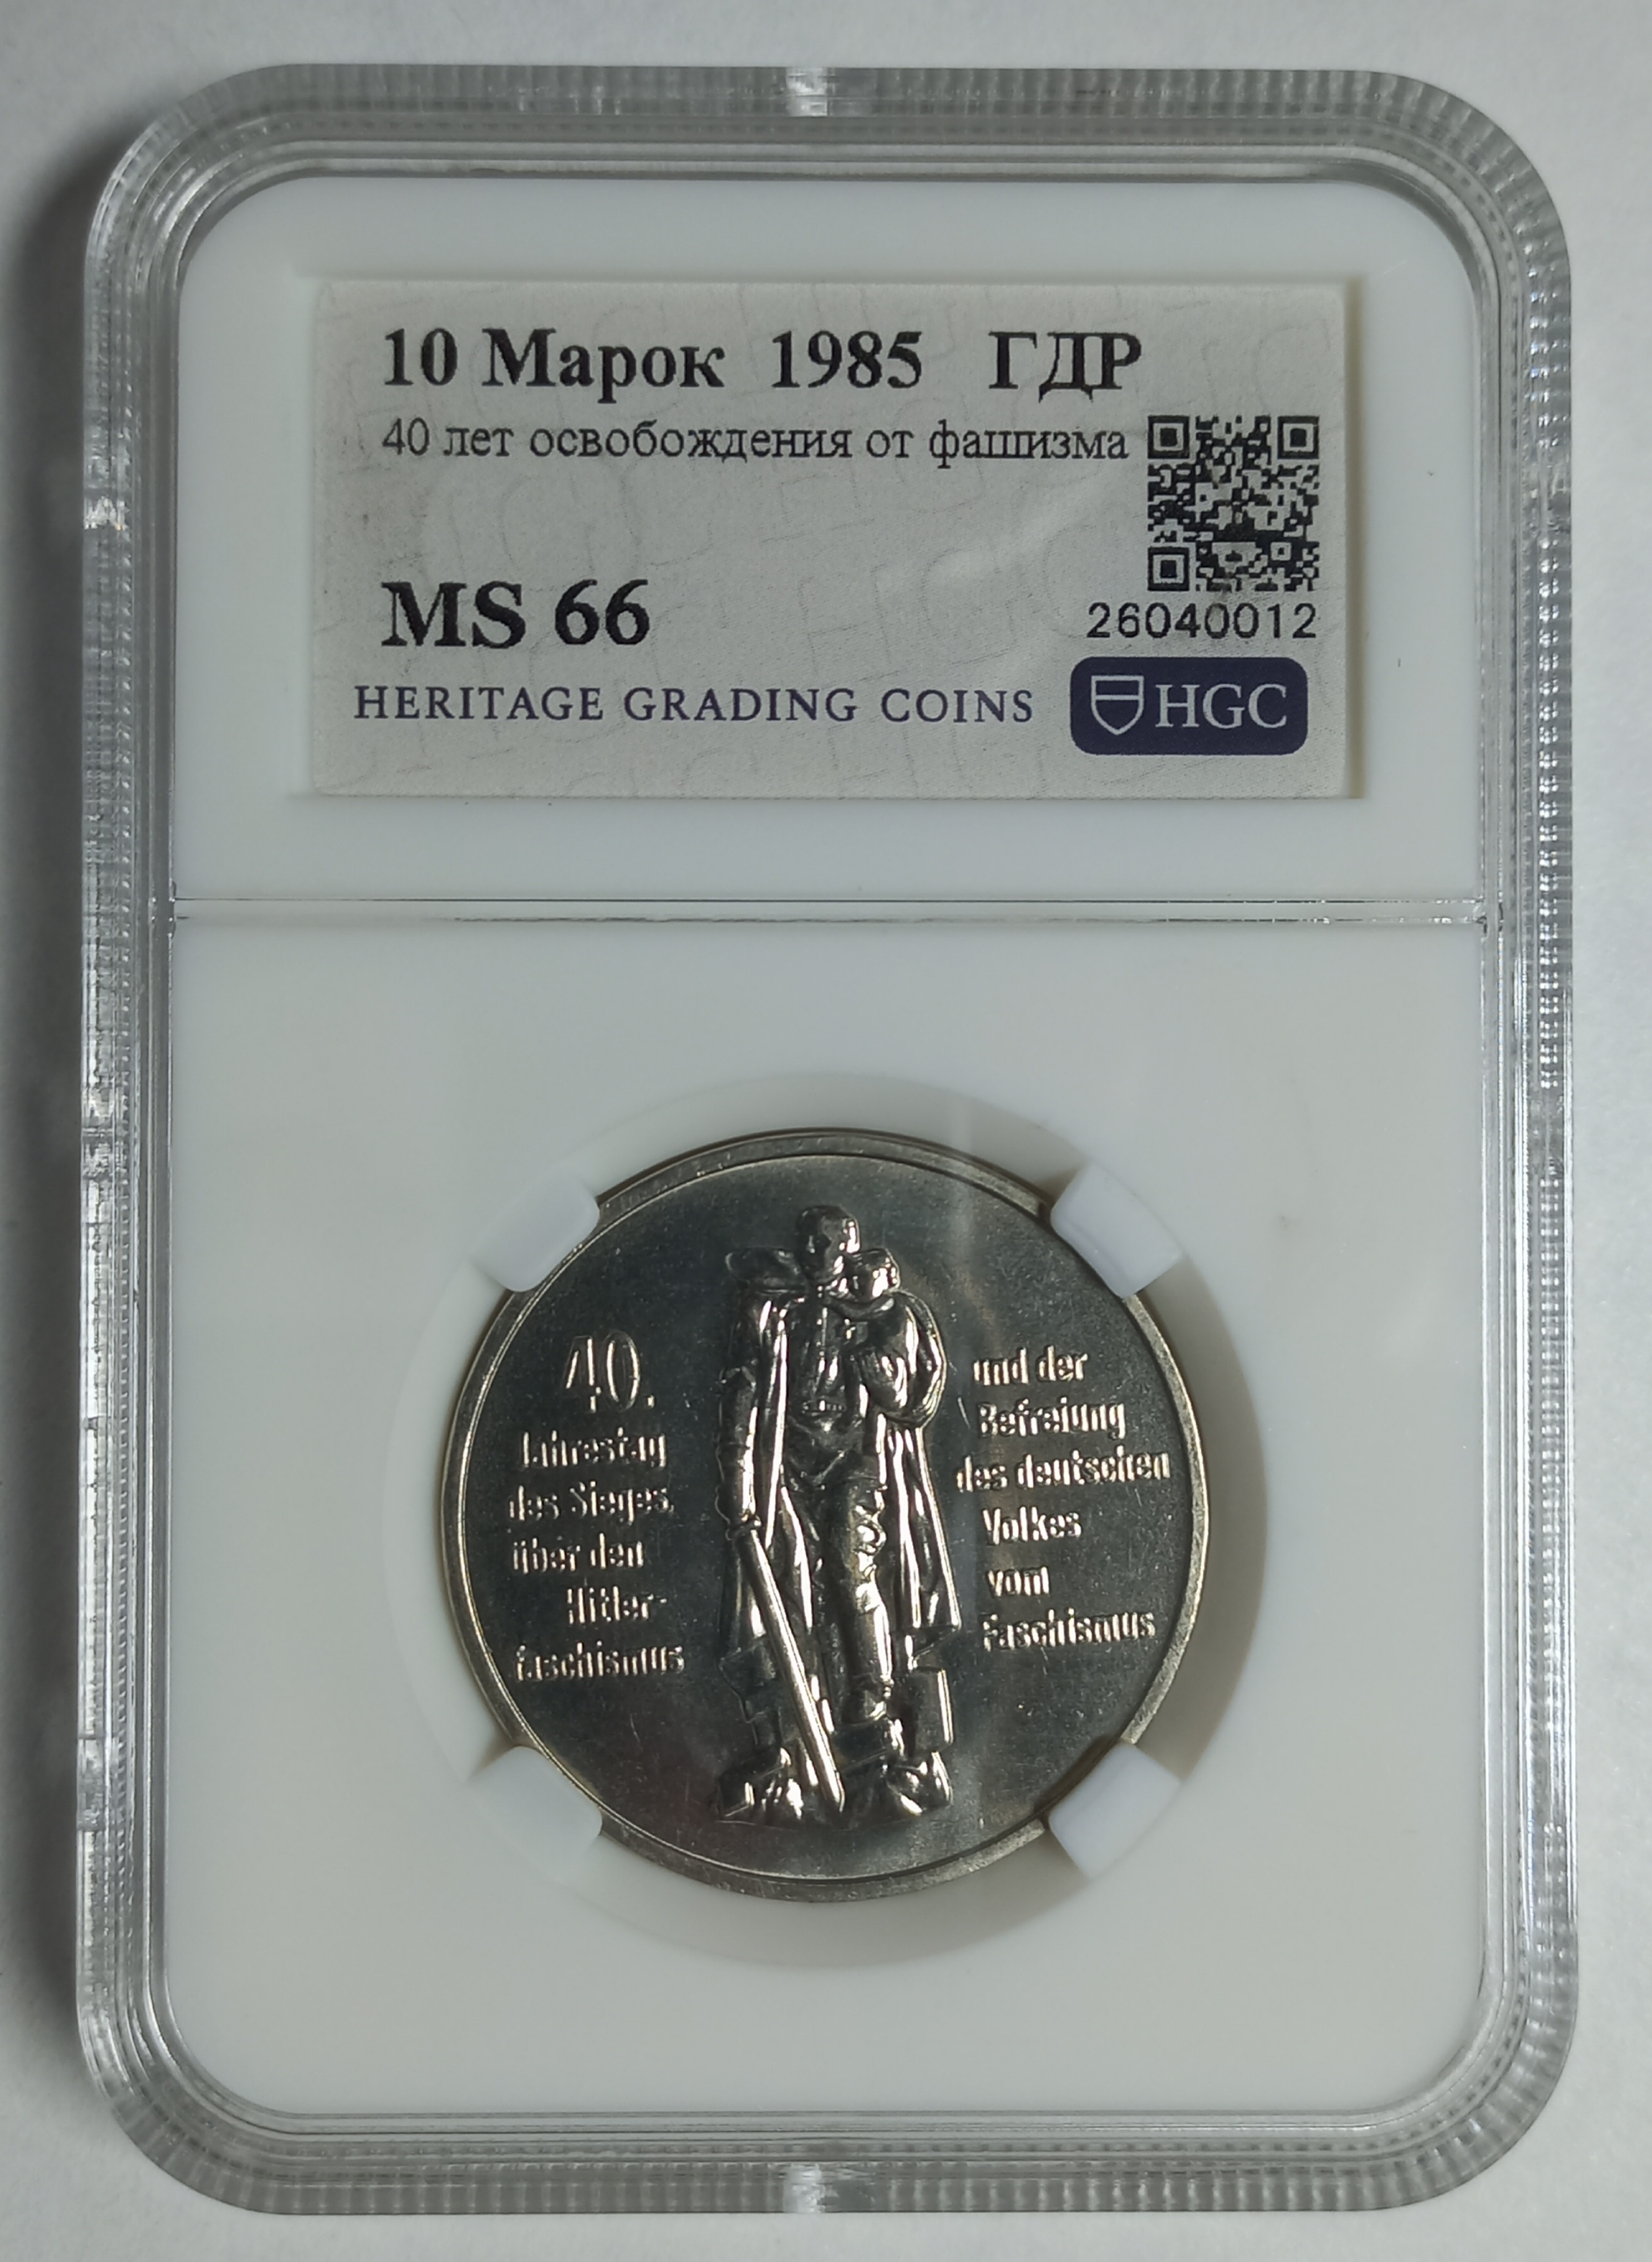 10 Марок 1985 ГДР
40 лет освобождения от фашизма
MS 66
26040012
HERITAGE GRADING COINS
HGC
40.
Jahrestag
des Sieges
über den
Hitler-
faschismus
und der
Befreiung
des deutschen
Volkes
vom
Faschismus